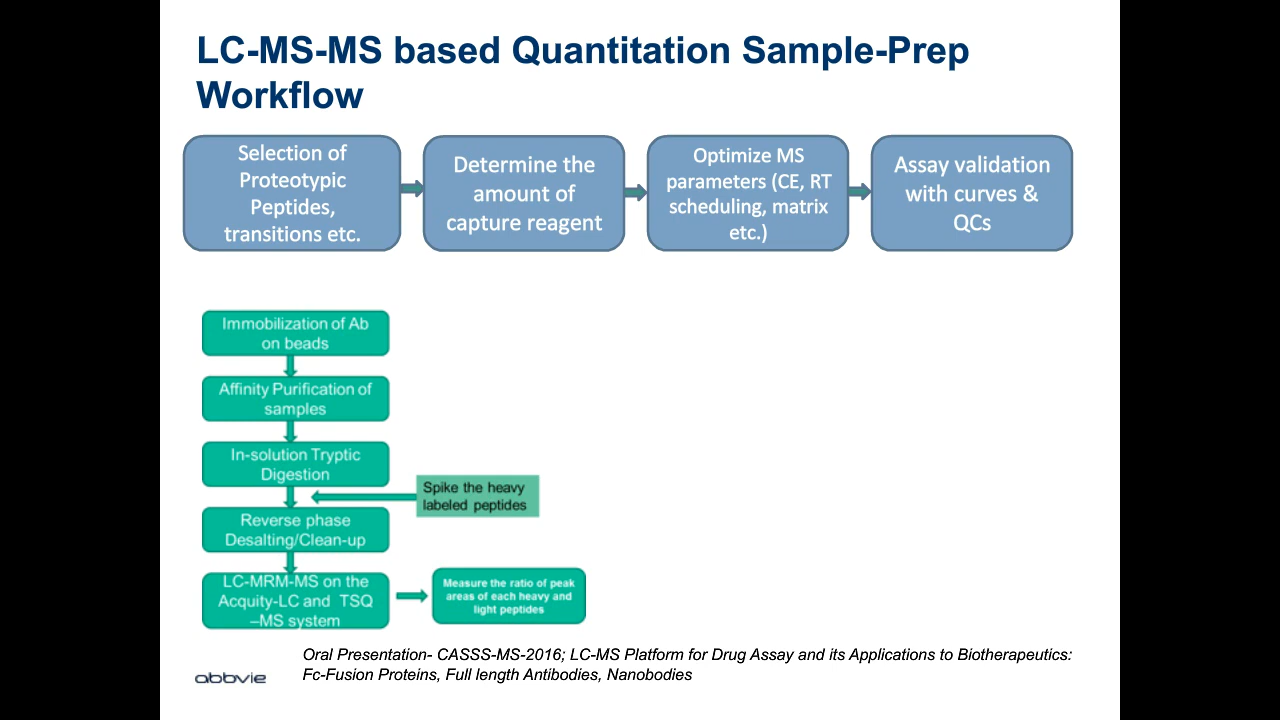 LC-MS-MS based Quantitation Sample-Prep
Workflow
Selection of
Proteotypic
Peptides,
transitions etc.
Determine the
amount of
capture reagent
Optimize MS
parameters (CE, RT
scheduling, matrix
etc.)
Assay validation
with curves &
QCs
Immobilization of Ab
on beads
Affinity Purification of
samples
In-solution Tryptic
Digestion
Spike the heavy
labeled peptides
Reverse phase
Desalting/Clean-up
LC-MRM-MS on the
Acquity-LC and TSQ
–MS system
Measure the ratio of peak
areas of each heavy and
light peptides
Oral Presentation- CASSS-MS-2016; LC-MS Platform for Drug Assay and its Applications to Biotherapeutics:
Fc-Fusion Proteins, Full length Antibodies, Nanobodies
abbvie